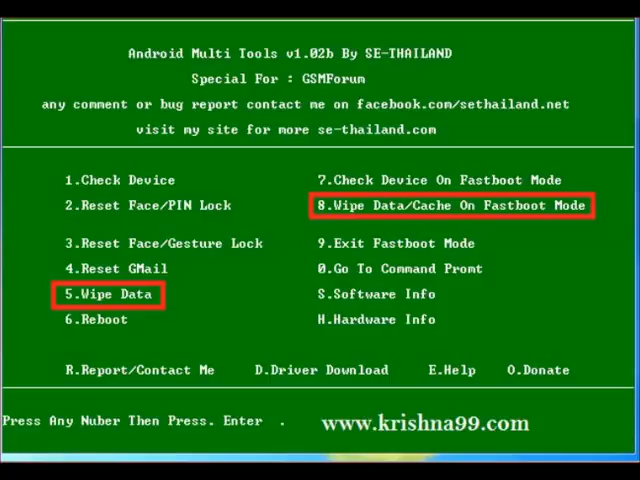 Android Multi Tools v1.02b By SE-THAILAND
Special For : GSMForum
any comment or bug report contact me on facebook.com/sethailand.net
visit my site for more se-thailand.com
1.Check Device
7.Check Device On Fastboot Mode
2.Reset Face/PIN Lock
8.Wipe Data/Cache On Fastboot Mode
3.Reset Face/Gesture Lock
9.Exit Fastboot Mode
4.Reset GMail
0.Go To Command Promt
5.Wipe Data
S.Software Info
6.Reboot
H.Hardware Info
R.Report/Contact Me D.Driver Download E.Help O.Donate
Press Any Nuber Then Press. Enter .
www.krishna99.com